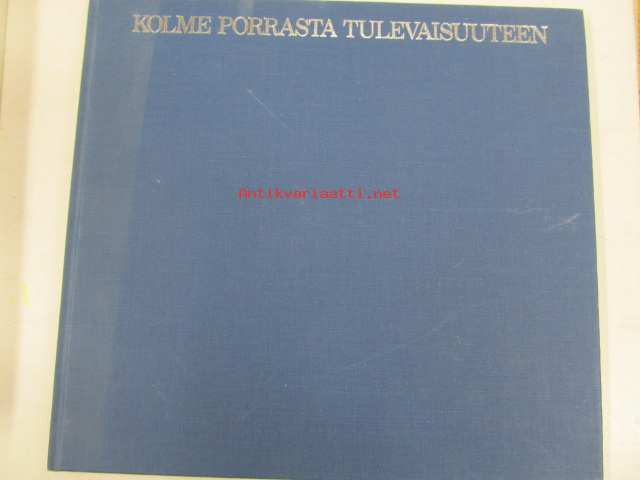 KOLME PORRASTA TULEVAISUUTEEN
Antikvariaatti.net